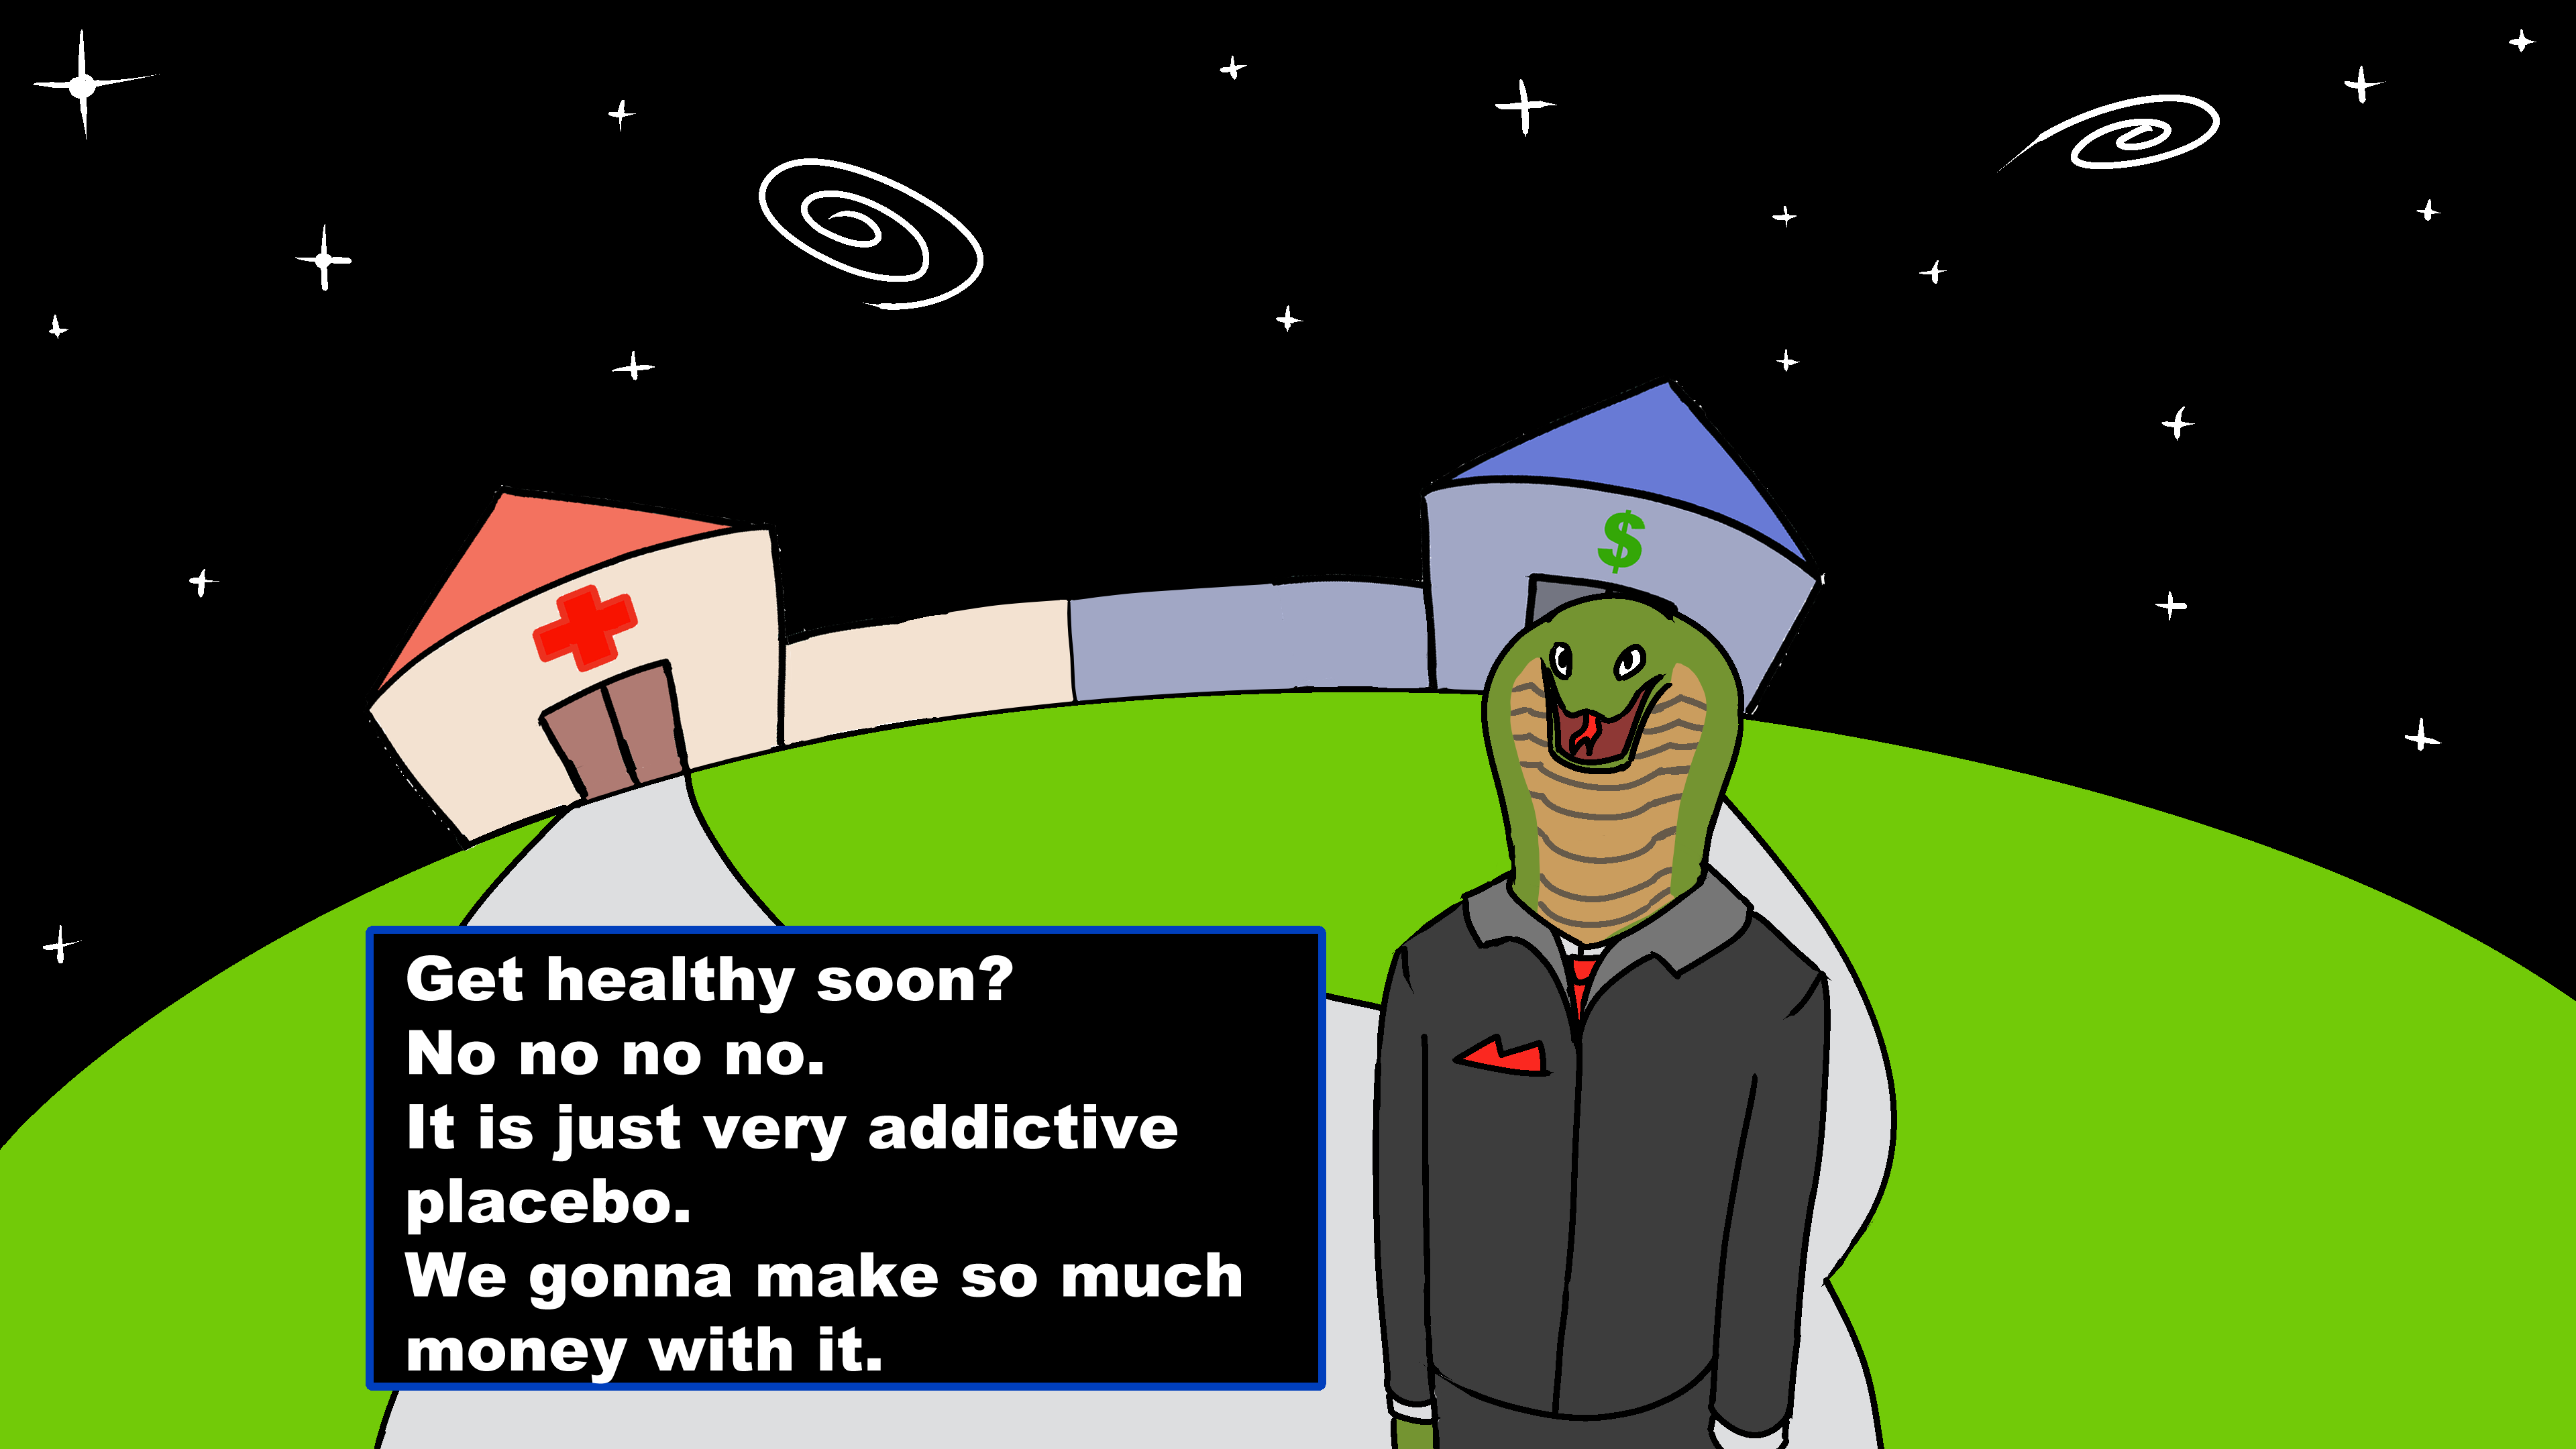 $
Get healthy soon?
No no no no.
It is just very addictive
placebo.
We gonna make so much
money with it.